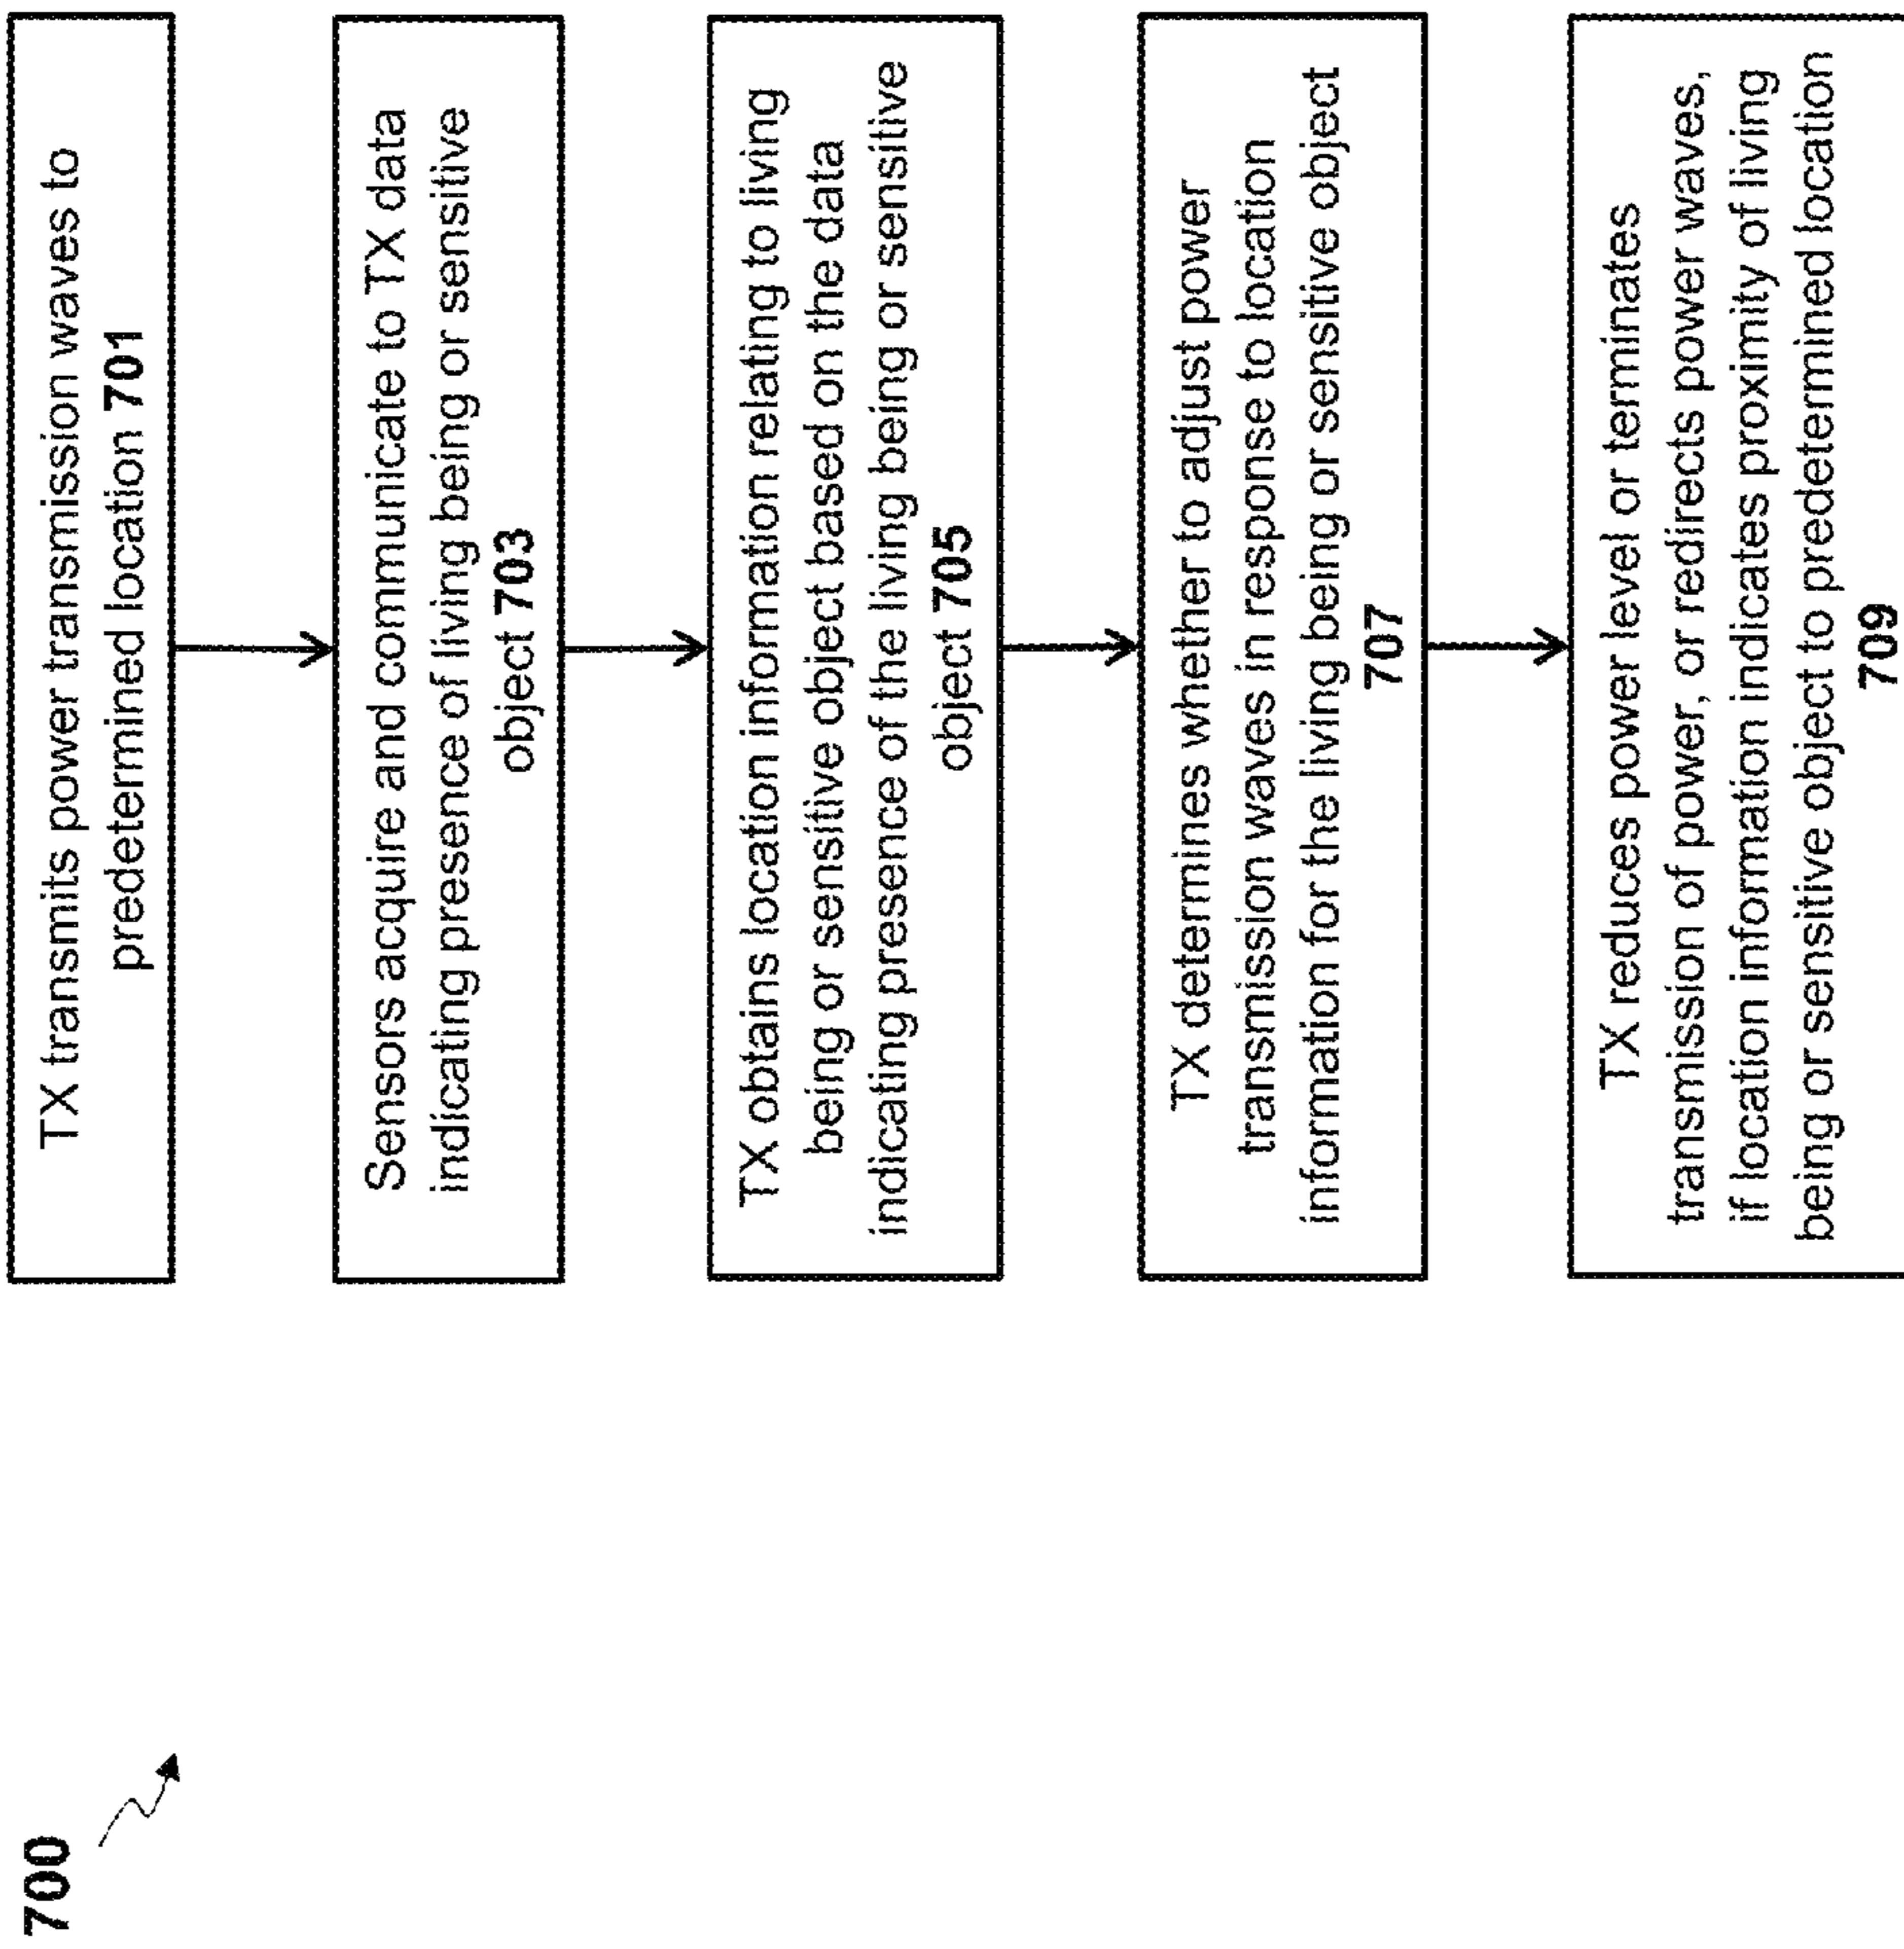 700
TX transmits power transmission waves to
predetermined location 701
Sensors acquire and communicate to TX data
indicating presence of living being or sensitive
object 703
TX obtains location information relating to living
being or sensitive object based on the data
indicating presence of the living being or sensitive
object 705
TX determines whether to adjust power
transmission waves in response to location
information for the living being or sensitive object
707
TX reduces power level or terminates
transmission of power, or redirects power waves,
if location information indicates proximity of living
being or sensitive object to predetermined location
709